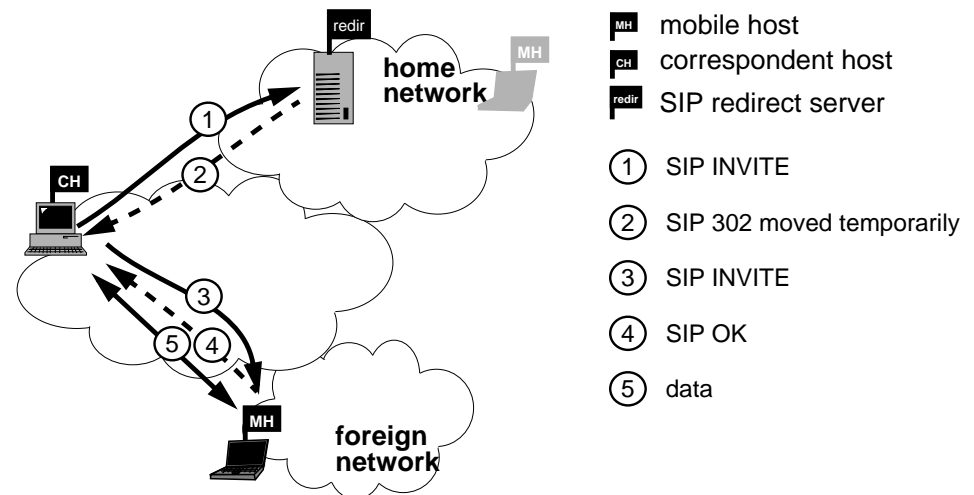 redir
MH
home
network
1
2
CH
3
5
4
MH
foreign
network
MH mobile host
CH correspondent host
redir SIP redirect server
1 SIP INVITE
2 SIP 302 moved temporarily
3 SIP INVITE
4 SIP OK
5 data